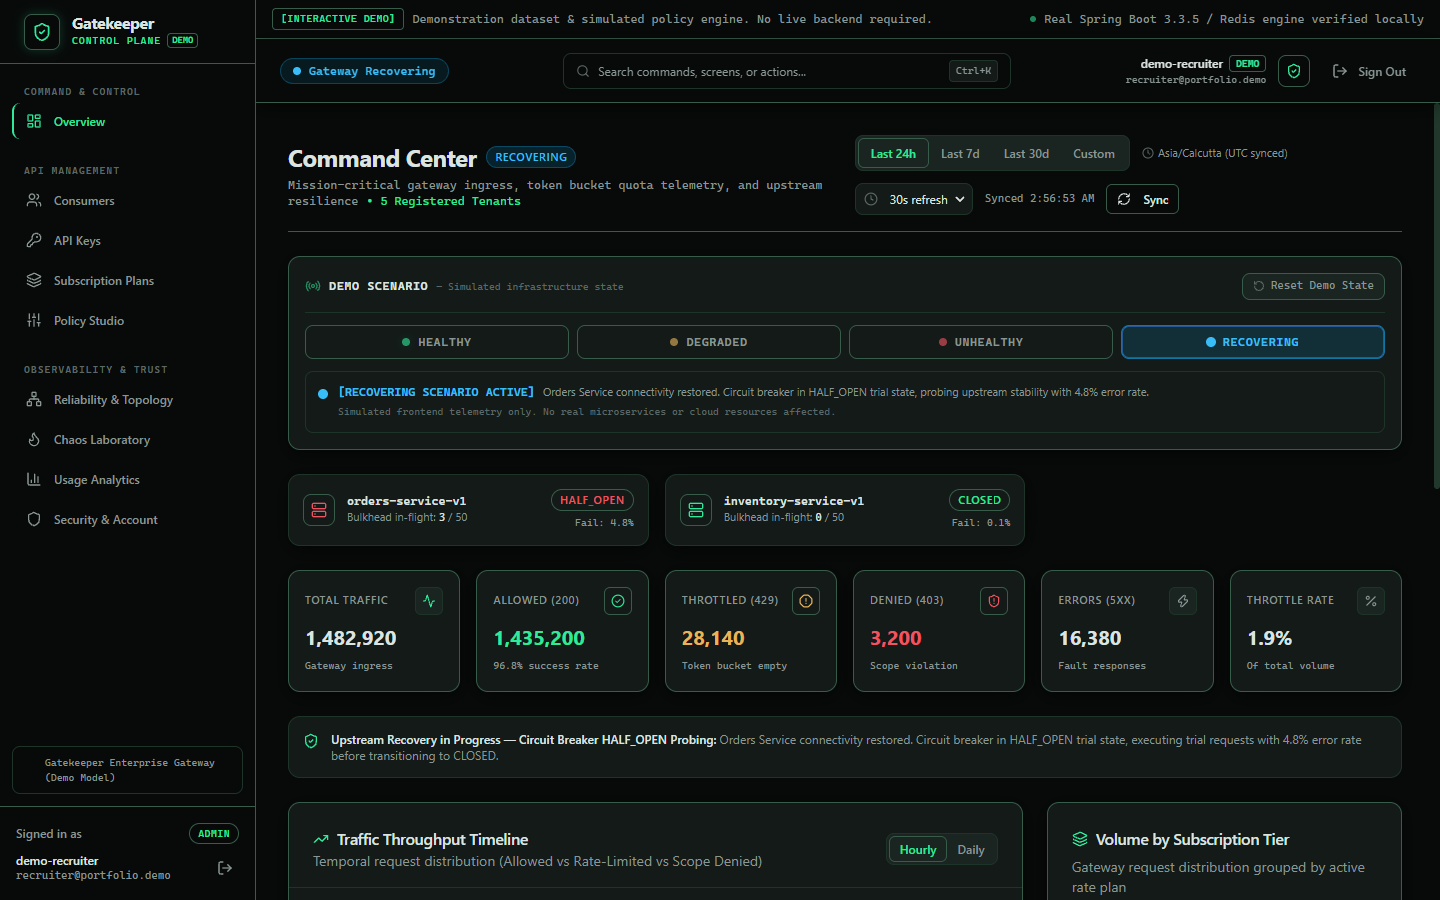 Gatekeeper
CONTROL PLANE DEMO
COMMAND & CONTROL
Overview
API MANAGEMENT
Consumers
API Keys
Subscription Plans
Policy Studio
OBSERVABILITY & TRUST
Reliability & Topology
Chaos Laboratory
Usage Analytics
Security & Account
Gatekeeper Enterprise Gateway
(Demo Model)
Signed in as ADMIN
demo-recruiter
recruiter@portfolio.demo
[INTERACTIVE DEMO] Demonstration dataset & simulated policy engine. No live backend required.
Real Spring Boot 3.3.5 / Redis engine verified locally
Gateway Recovering
Search commands, screens, or actions... Ctrl+K
demo-recruiter DEMO
recruiter@portfolio.demo
Sign Out
Command Center RECOVERING
Mission-critical gateway ingress, token bucket quota telemetry, and upstream
resilience • 5 Registered Tenants
Last 24h Last 7d Last 30d Custom
Asia/Calcutta (UTC synced)
30s refresh Synced 2:56:53 AM Sync
DEMO SCENARIO — Simulated infrastructure state
Reset Demo State
HEALTHY DEGRADED UNHEALTHY RECOVERING
[RECOVERING SCENARIO ACTIVE] Orders Service connectivity restored. Circuit breaker in HALF_OPEN trial state, probing upstream stability with 4.8% error rate.
Simulated frontend telemetry only. No real microservices or cloud resources affected.
orders-service-v1 HALF_OPEN
Bulkhead in-flight: 3 / 50 Fail: 4.8%
inventory-service-v1 CLOSED
Bulkhead in-flight: 0 / 50 Fail: 0.1%
TOTAL TRAFFIC
1,482,920
Gateway ingress
ALLOWED (200)
1,435,200
96.8% success rate
THROTTLED (429)
28,140
Token bucket empty
DENIED (403)
3,200
Scope violation
ERRORS (5XX)
16,380
Fault responses
THROTTLE RATE
1.9%
Of total volume
Upstream Recovery in Progress — Circuit Breaker HALF_OPEN Probing: Orders Service connectivity restored. Circuit breaker in HALF_OPEN trial state, executing trial requests with 4.8% error rate
before transitioning to CLOSED.
Traffic Throughput Timeline
Temporal request distribution (Allowed vs Rate-Limited vs Scope Denied)
Hourly Daily
Volume by Subscription Tier
Gateway request distribution grouped by active
rate plan